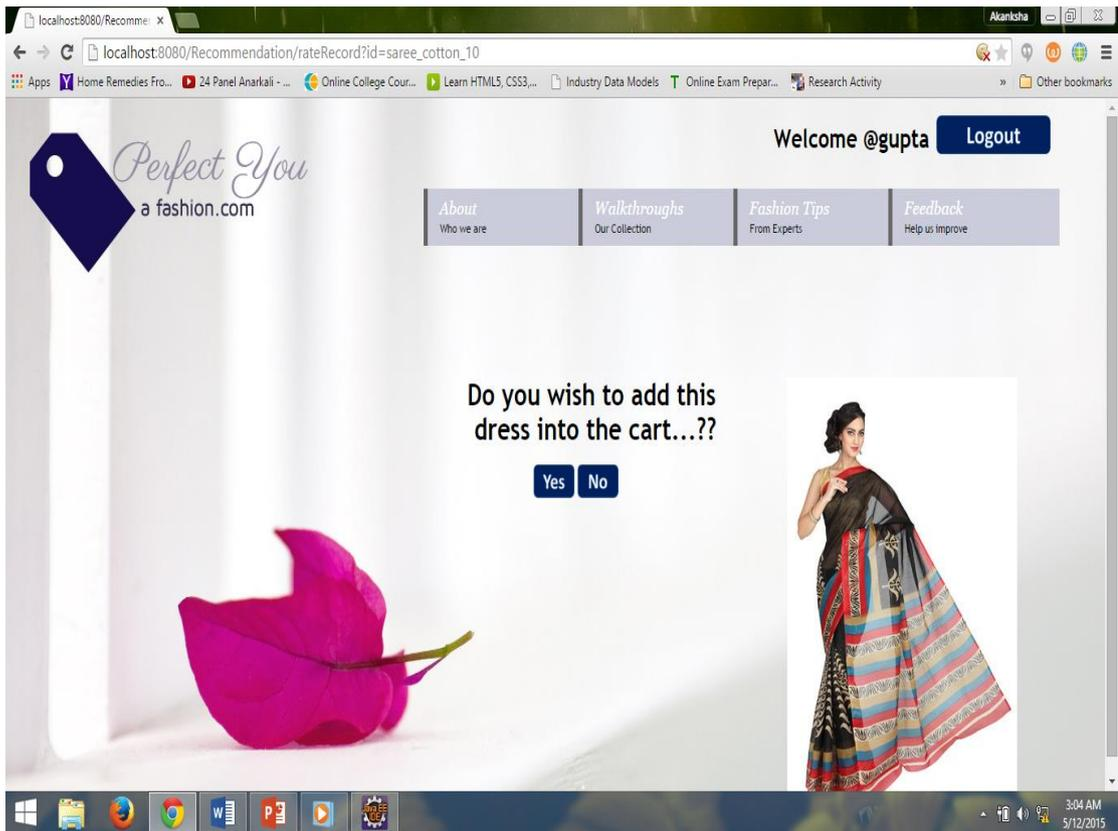 localhost:8080/Recomme
Akanksha
localhost:8080/Recommendation/rateRecord?id=saree_cotton_10
Apps
Home Remedies Fro...
24 Panel Anarkali - ...
Online College Cour...
Learn HTML5, CSS3,...
Industry Data Models
Online Exam Prepar...
Research Activity
»
Other bookmarks
Perfect You
a fashion.com
Welcome @gupta
Logout
About
Who we are
Walkthroughs
Our Collection
Fashion Tips
From Experts
Feedback
Help us improve
Do you wish to add this
dress into the cart...??
Yes
No
Java EE
IDE
3:04 AM
5/12/2015